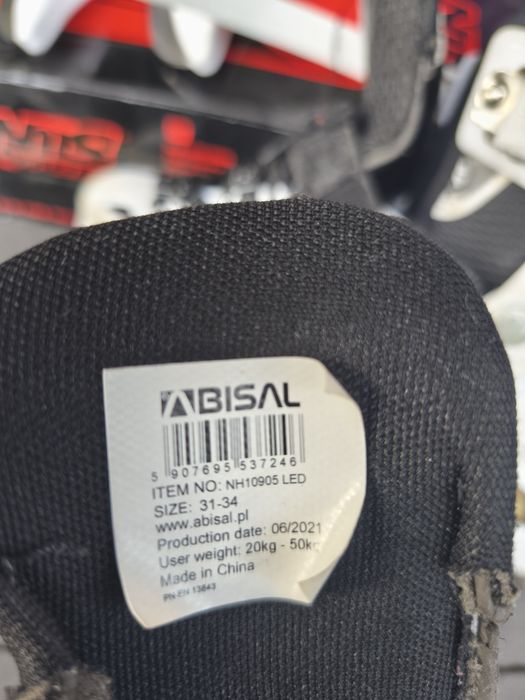 ABISAL
5 907695 537246
ITEM NO: NH10905 LED
SIZE: 31-34
www.abisal.pl
Production date: 06/2021
User weight: 20kg - 50kg
Made in China
PN-EN 13843